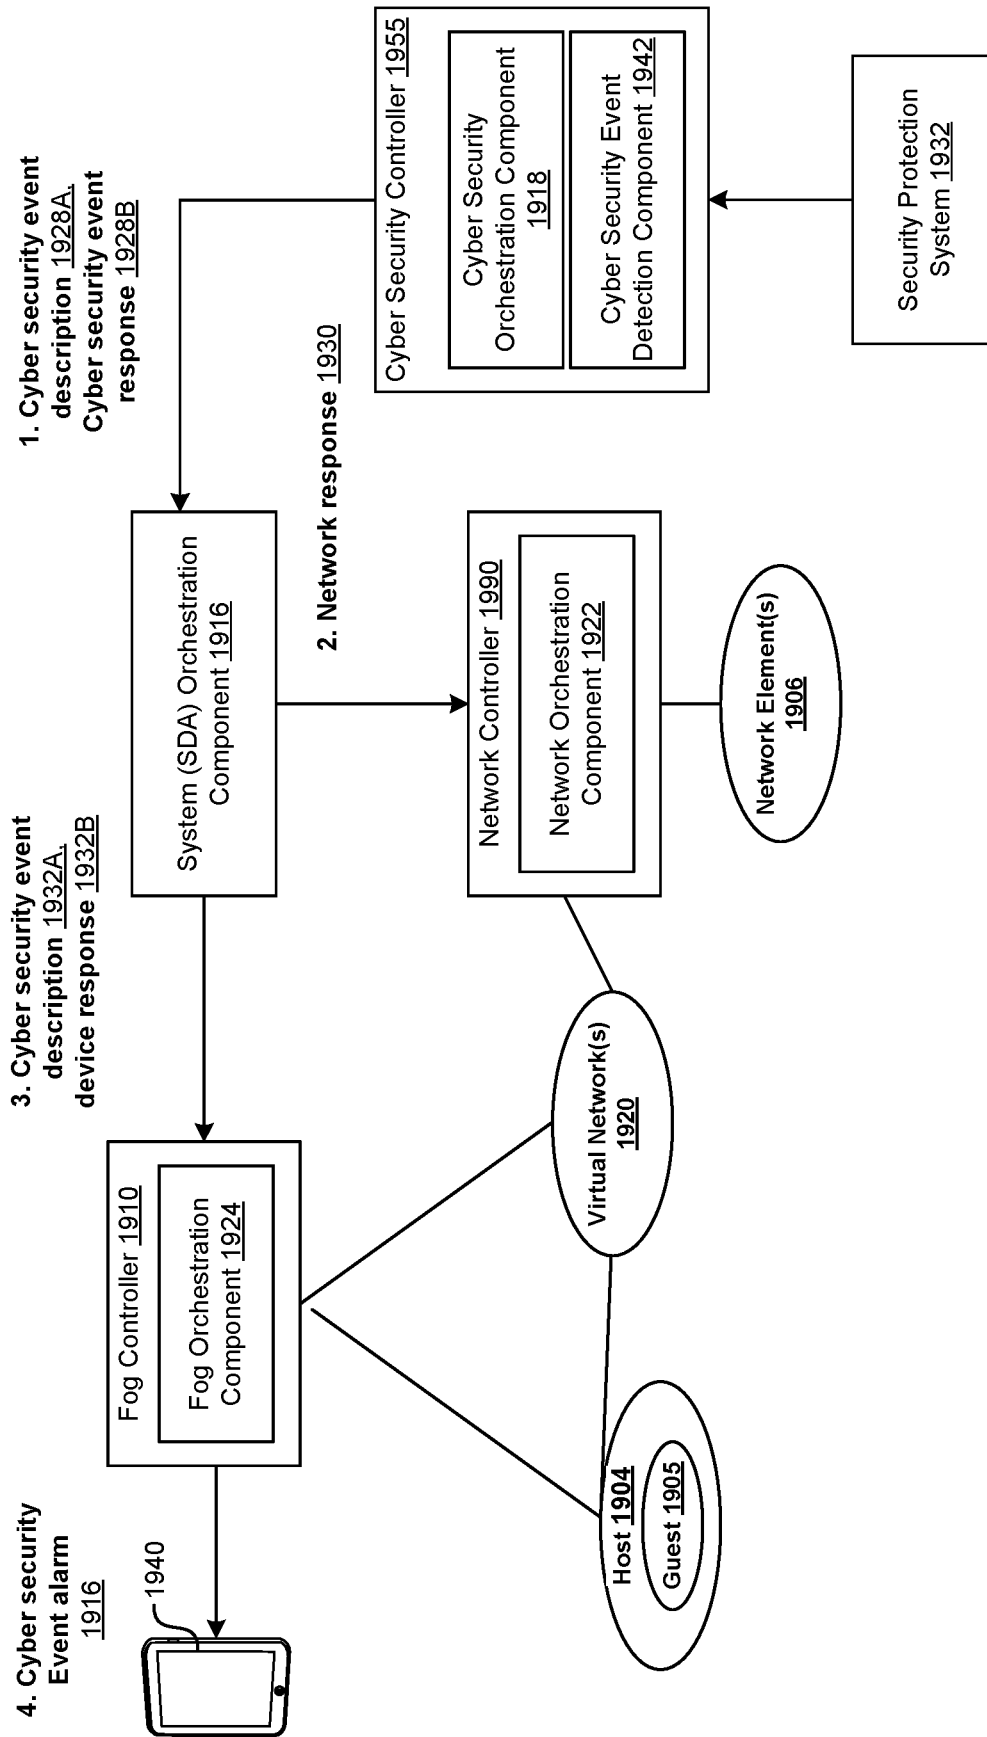 4. Cyber security
Event alarm
1916
1940
3. Cyber security event
description 1932A,
device response 1932B
1. Cyber security event
description 1928A,
Cyber security event
response 1928B
Fog Controller 1910
Fog Orchestration
Component 1924
System (SDA) Orchestration
Component 1916
2. Network response 1930
Cyber Security Controller 1955
Cyber Security
Orchestration Component
1918
Cyber Security Event
Detection Component 1942
Network Controller 1990
Network Orchestration
Component 1922
Host 1904
Guest 1905
Virtual Network(s)
1920
Network Element(s)
1906
Security Protection
System 1932